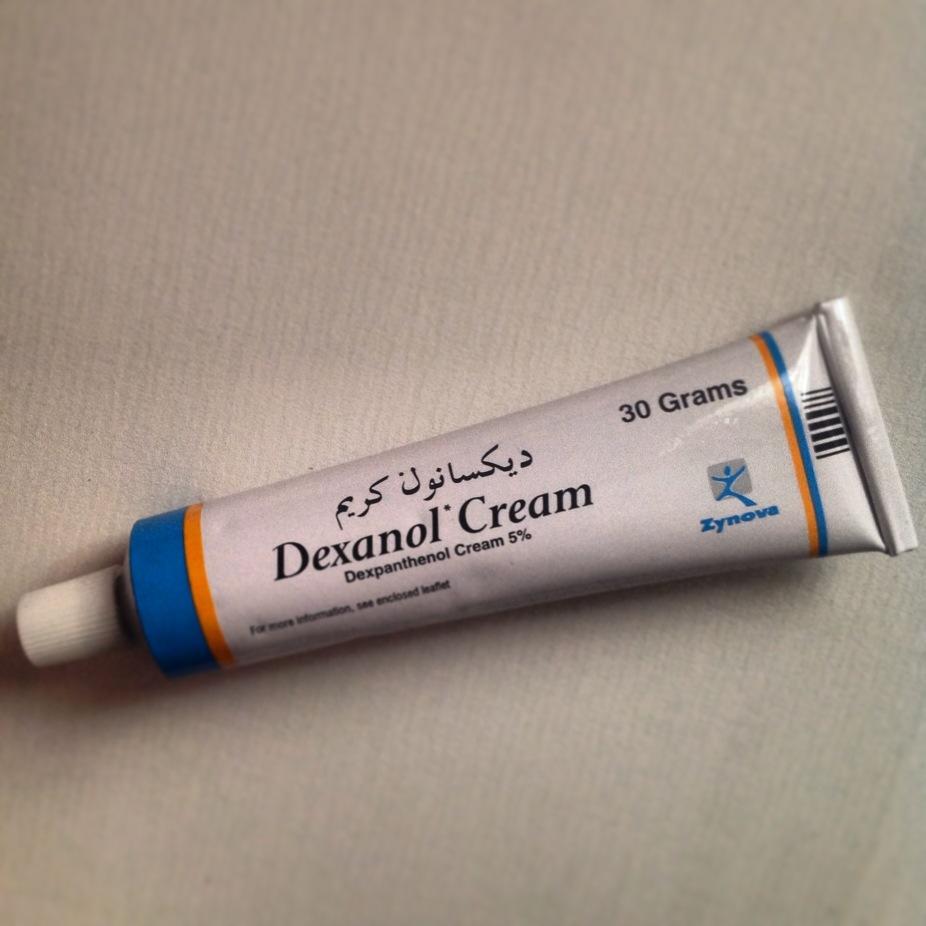 30 Grams
ديكسانول كريم
Dexanol* Cream
Dexpanthenol Cream 5%
For more information, see enclosed leaflet
Zynova